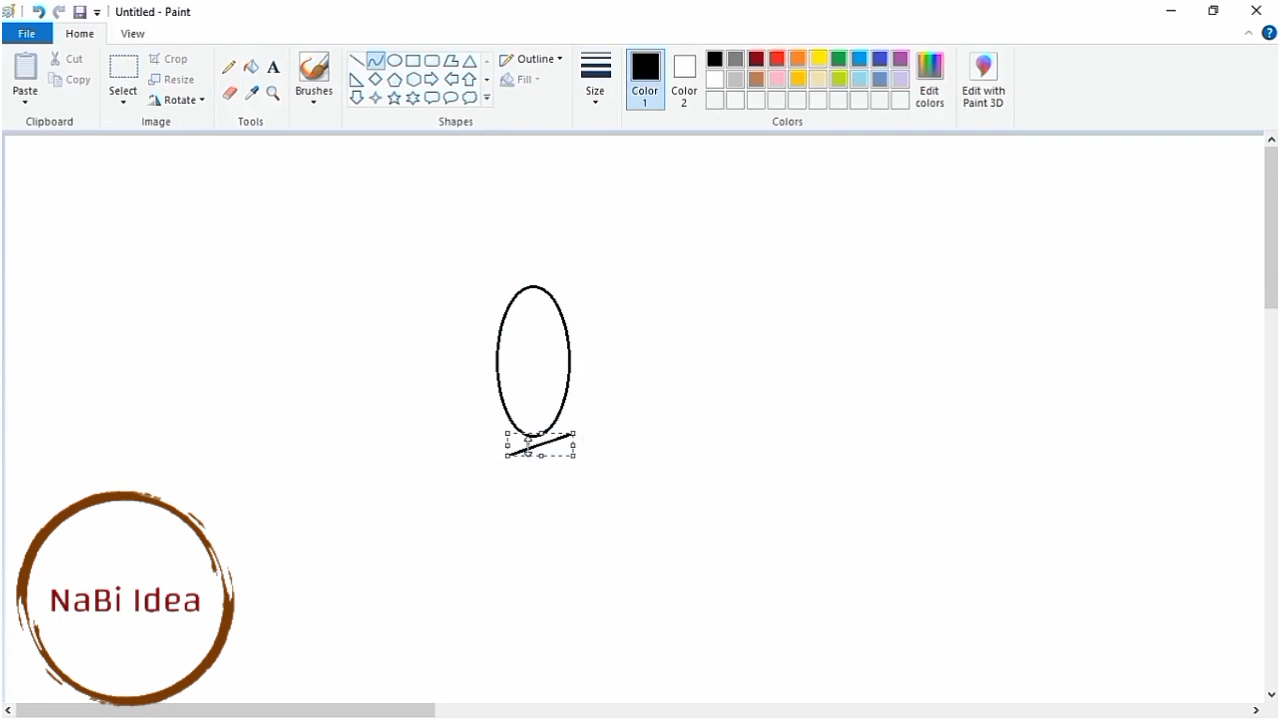 Untitled - Paint
File
Home
View
Paste
Cut
Copy
Clipboard
Select
Crop
Resize
Rotate
Image
A
Tools
Brushes
Outline
Fill
Shapes
Size
Color
1
Color
2
Edit
colors
Colors
Edit with
Paint 3D
?
NaBi Idea